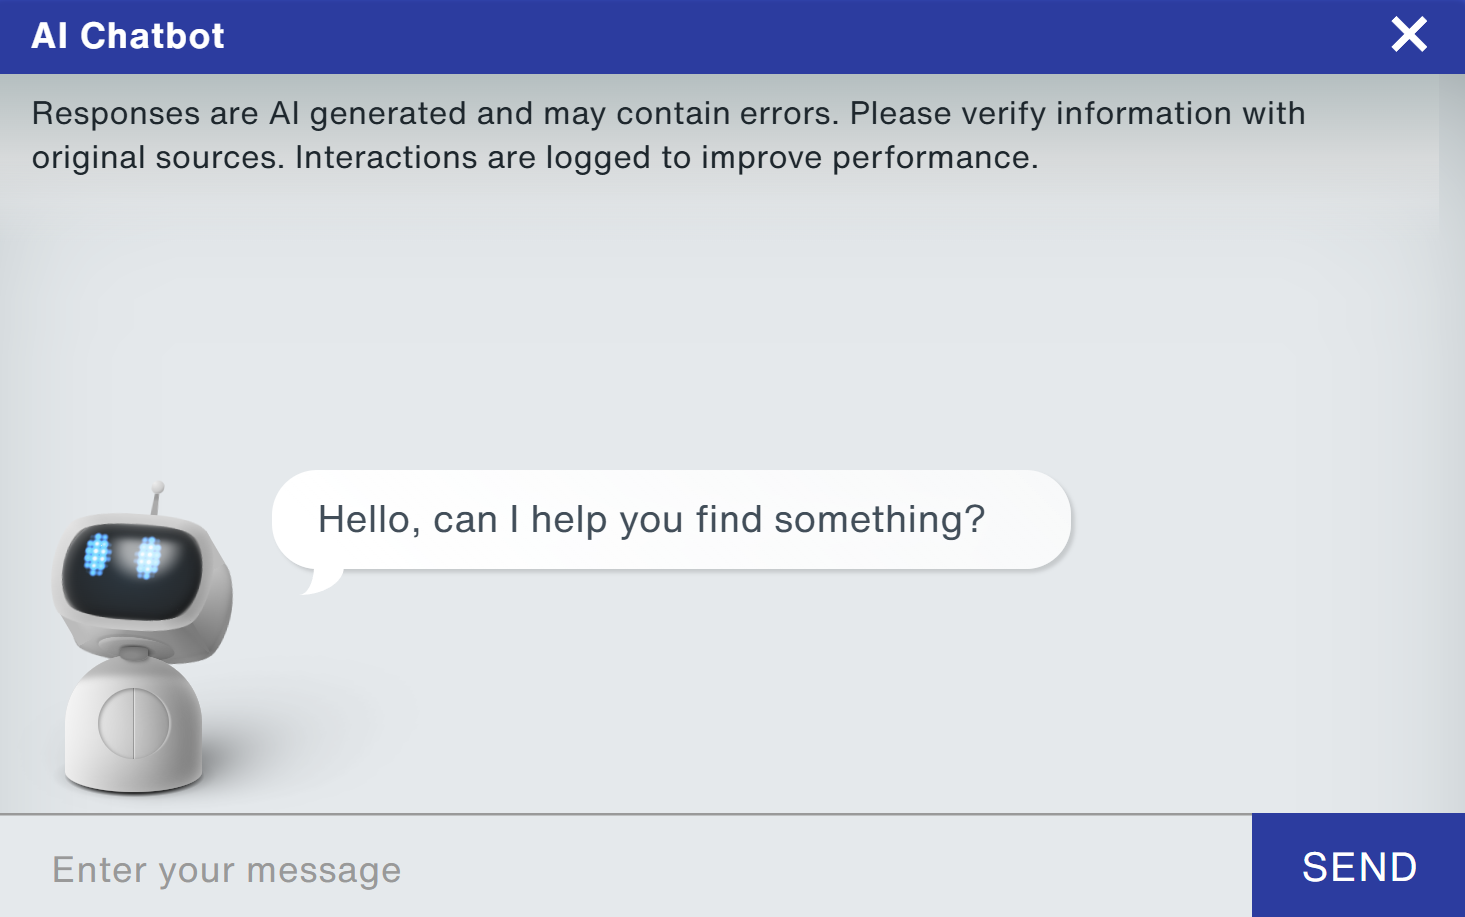 AI Chatbot
Responses are AI generated and may contain errors. Please verify information with
original sources. Interactions are logged to improve performance.
Hello, can I help you find something?
Enter your message
SEND